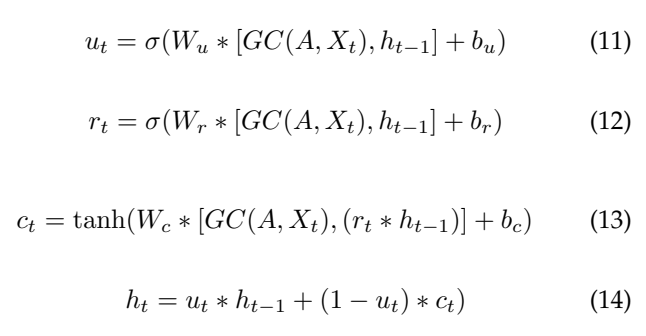 u_t = σ(W_u * [GC(A, X_t), h_{t−1}] + b_u) (11)
r_t = σ(W_r * [GC(A, X_t), h_{t−1}] + b_r) (12)
c_t = tanh(W_c * [GC(A, X_t), (r_t * h_{t−1})] + b_c) (13)
h_t = u_t * h_{t−1} + (1 − u_t) * c_t) (14)